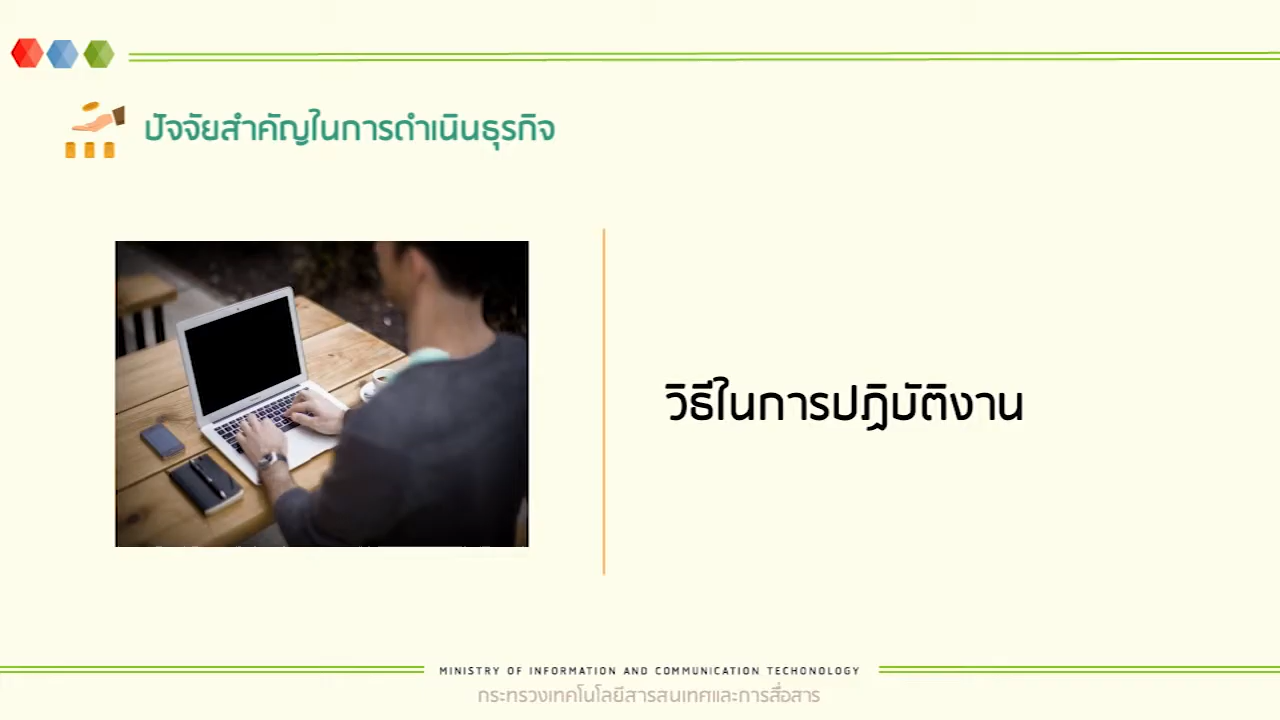 ปัจจัยสำคัญในการดำเนินธุรกิจ
วิธีในการปฏิบัติงาน
MINISTRY OF INFORMATION AND COMMUNICATION TECHONOLOGY
กระทรวงเทคโนโลยีสารสนเทศและการสื่อสาร